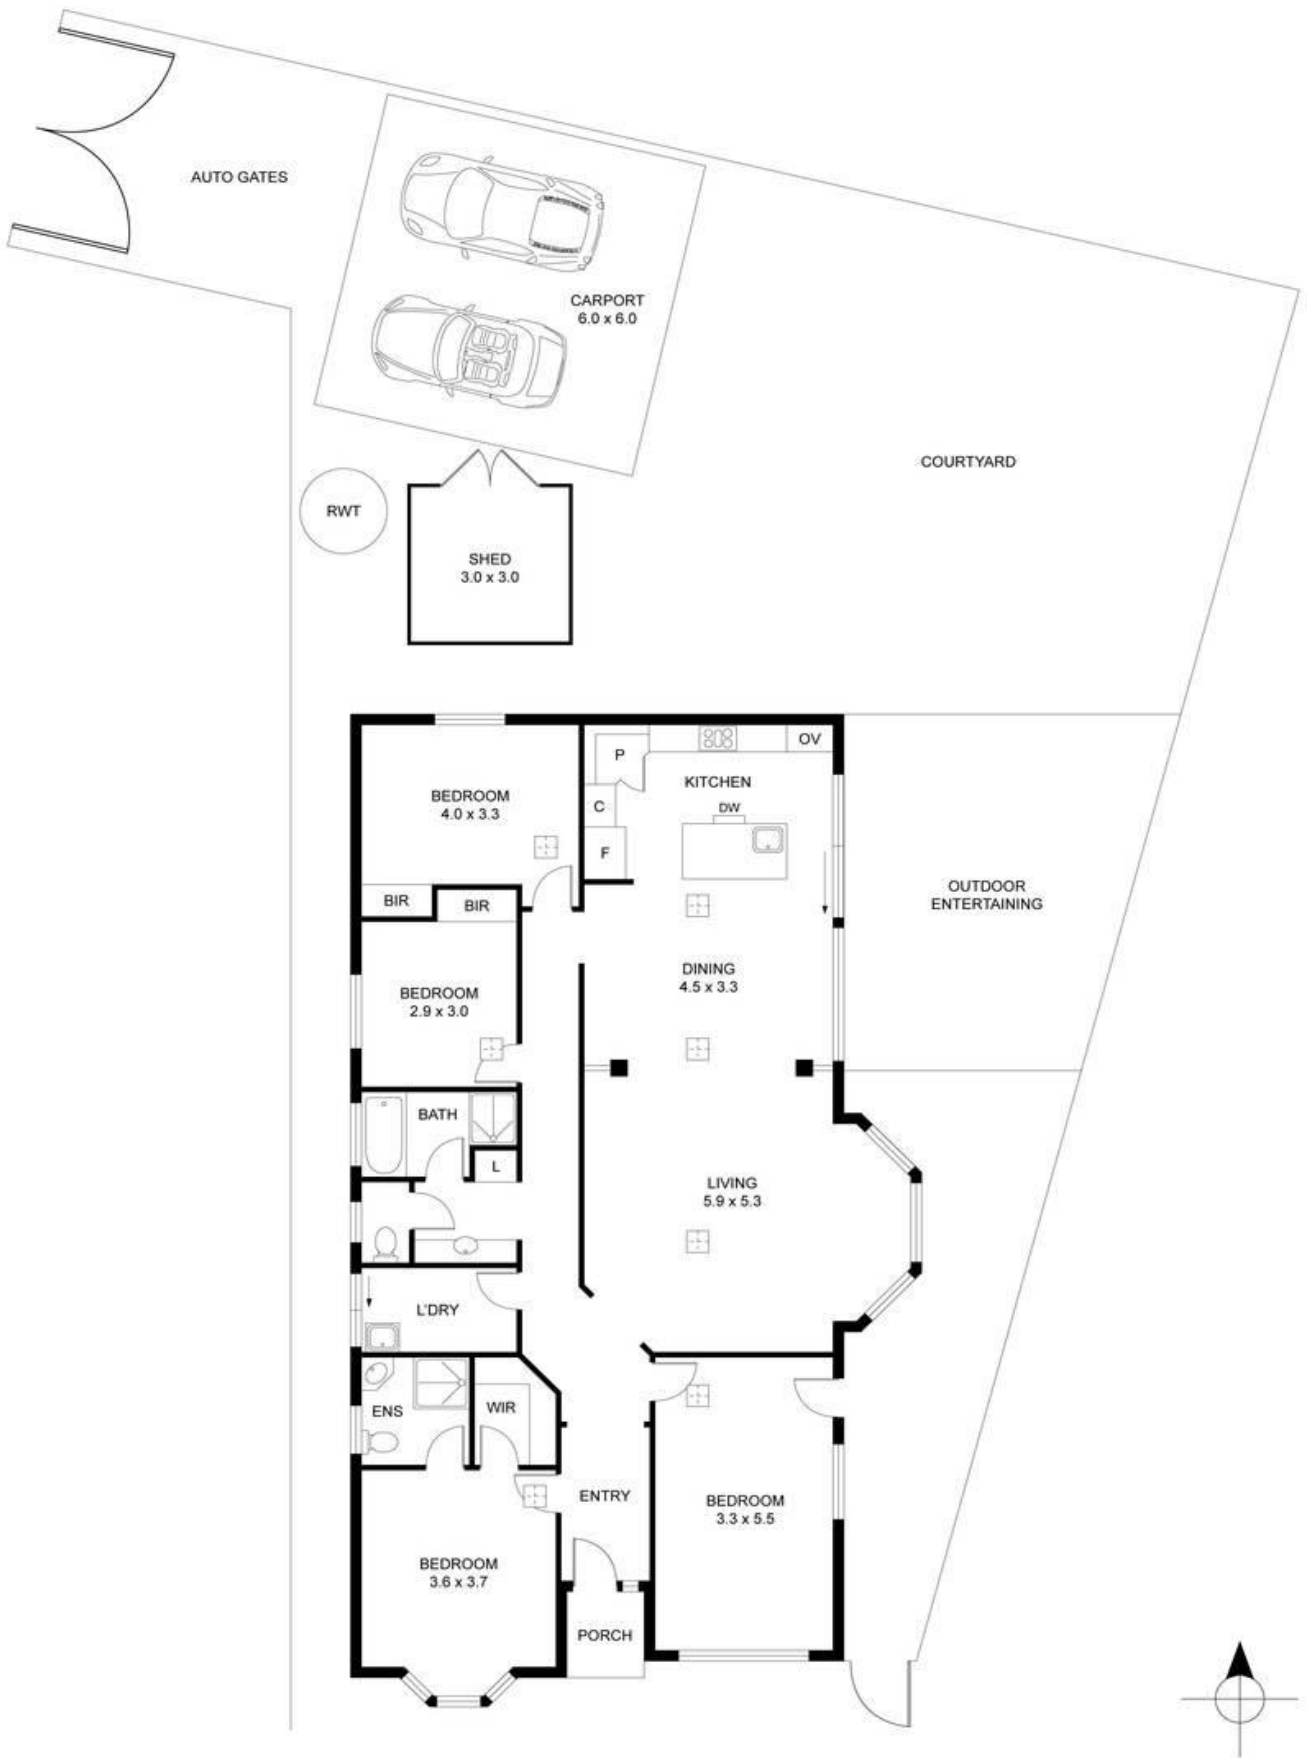 AUTO GATES
CARPORT
6.0 x 6.0
COURTYARD
RWT
SHED
3.0 x 3.0
OV
P
KITCHEN
BEDROOM
4.0 x 3.3
C
DW
F
OUTDOOR
ENTERTAINING
BIR
BIR
DINING
4.5 x 3.3
BEDROOM
2.9 x 3.0
BATH
L
LIVING
5.9 x 5.3
L'DRY
ENS
WIR
ENTRY
BEDROOM
3.3 x 5.5
BEDROOM
3.6 x 3.7
PORCH